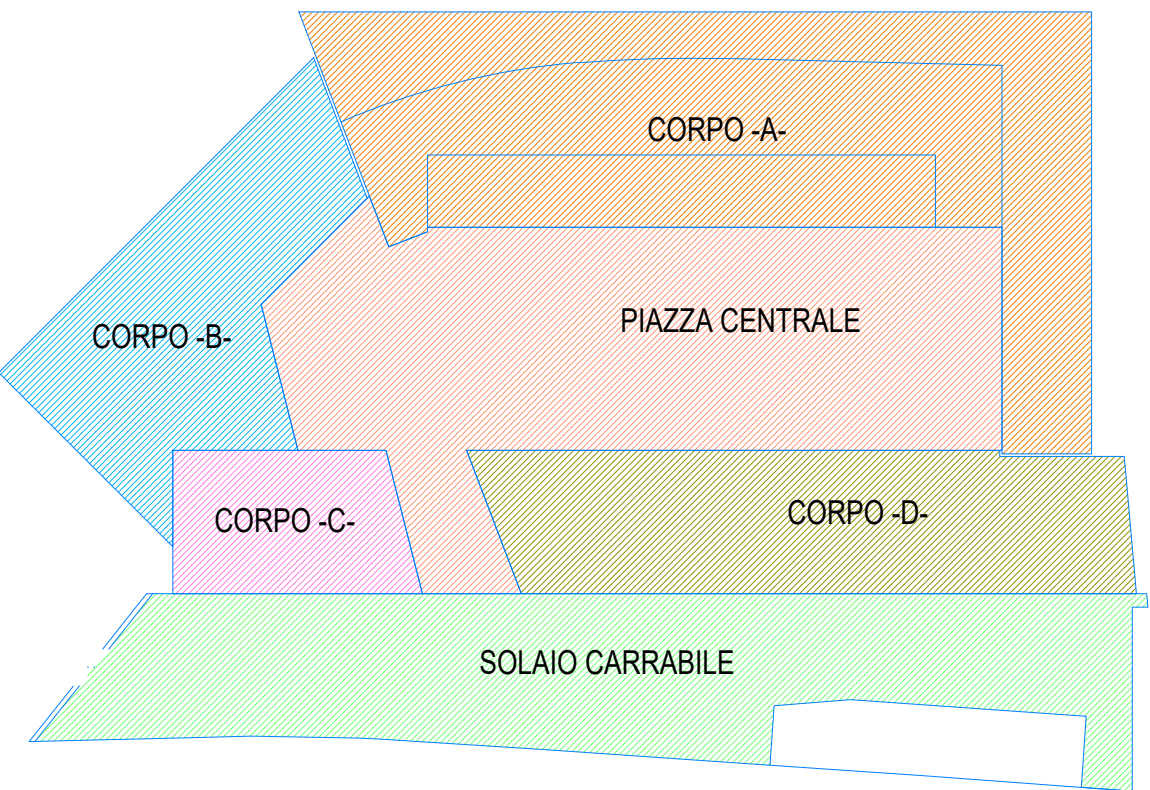 CORPO -A-
PIAZZA CENTRALE
CORPO -B-
CORPO -D-
CORPO -C-
SOLAIO CARRABILE